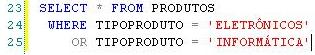 23 SELECT * FROM PRODUTOS
24 WHERE TIPOPRODUTO = 'ELETRÔNICOS'
25 OR TIPOPRODUTO = 'INFORMÁTICA'